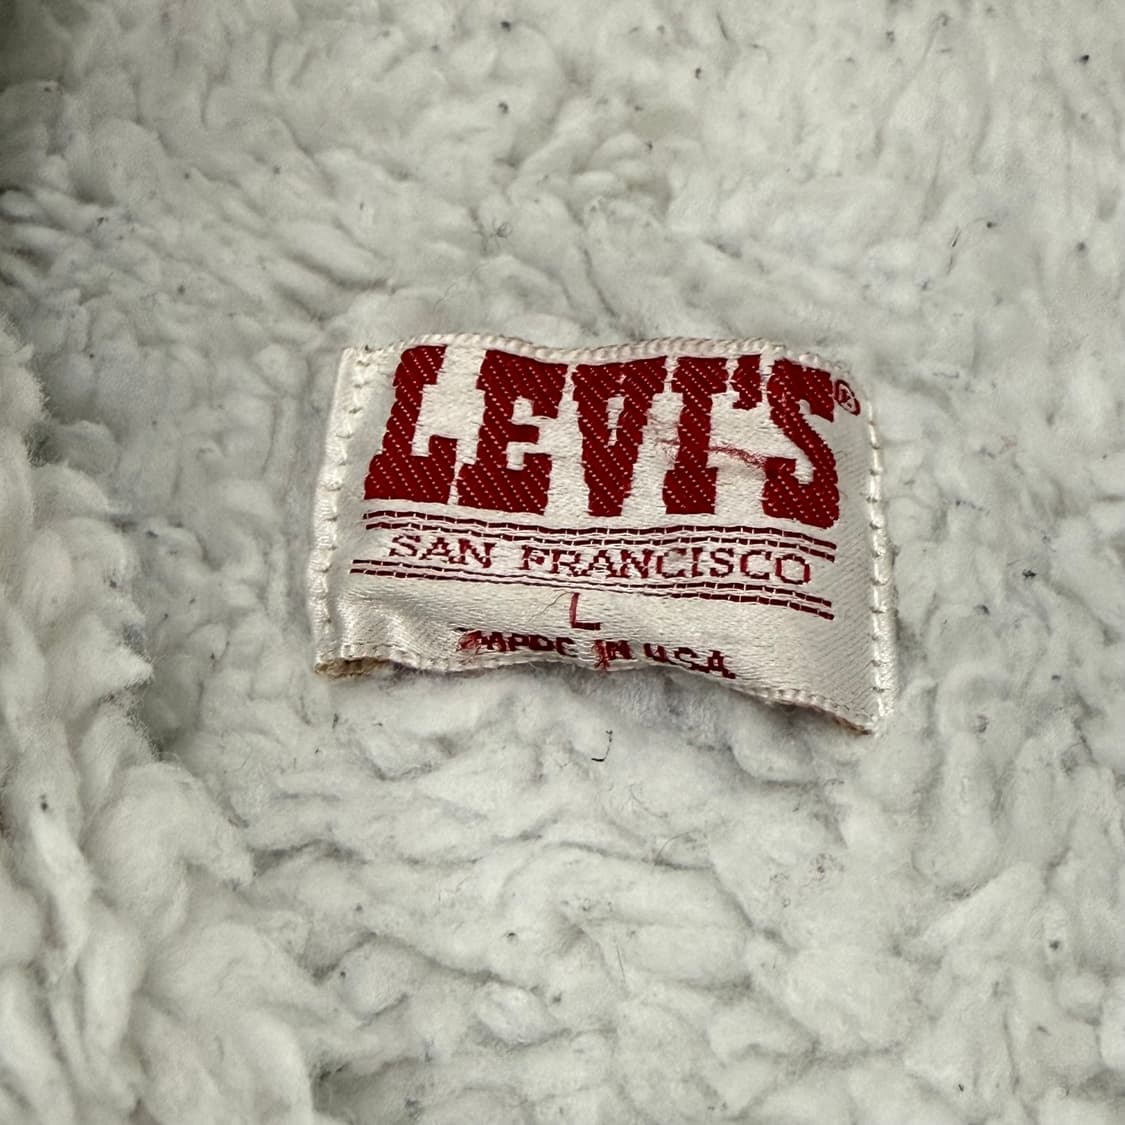 LEVI'S®
SAN FRANCISCO
L
MADE IN U.S.A.